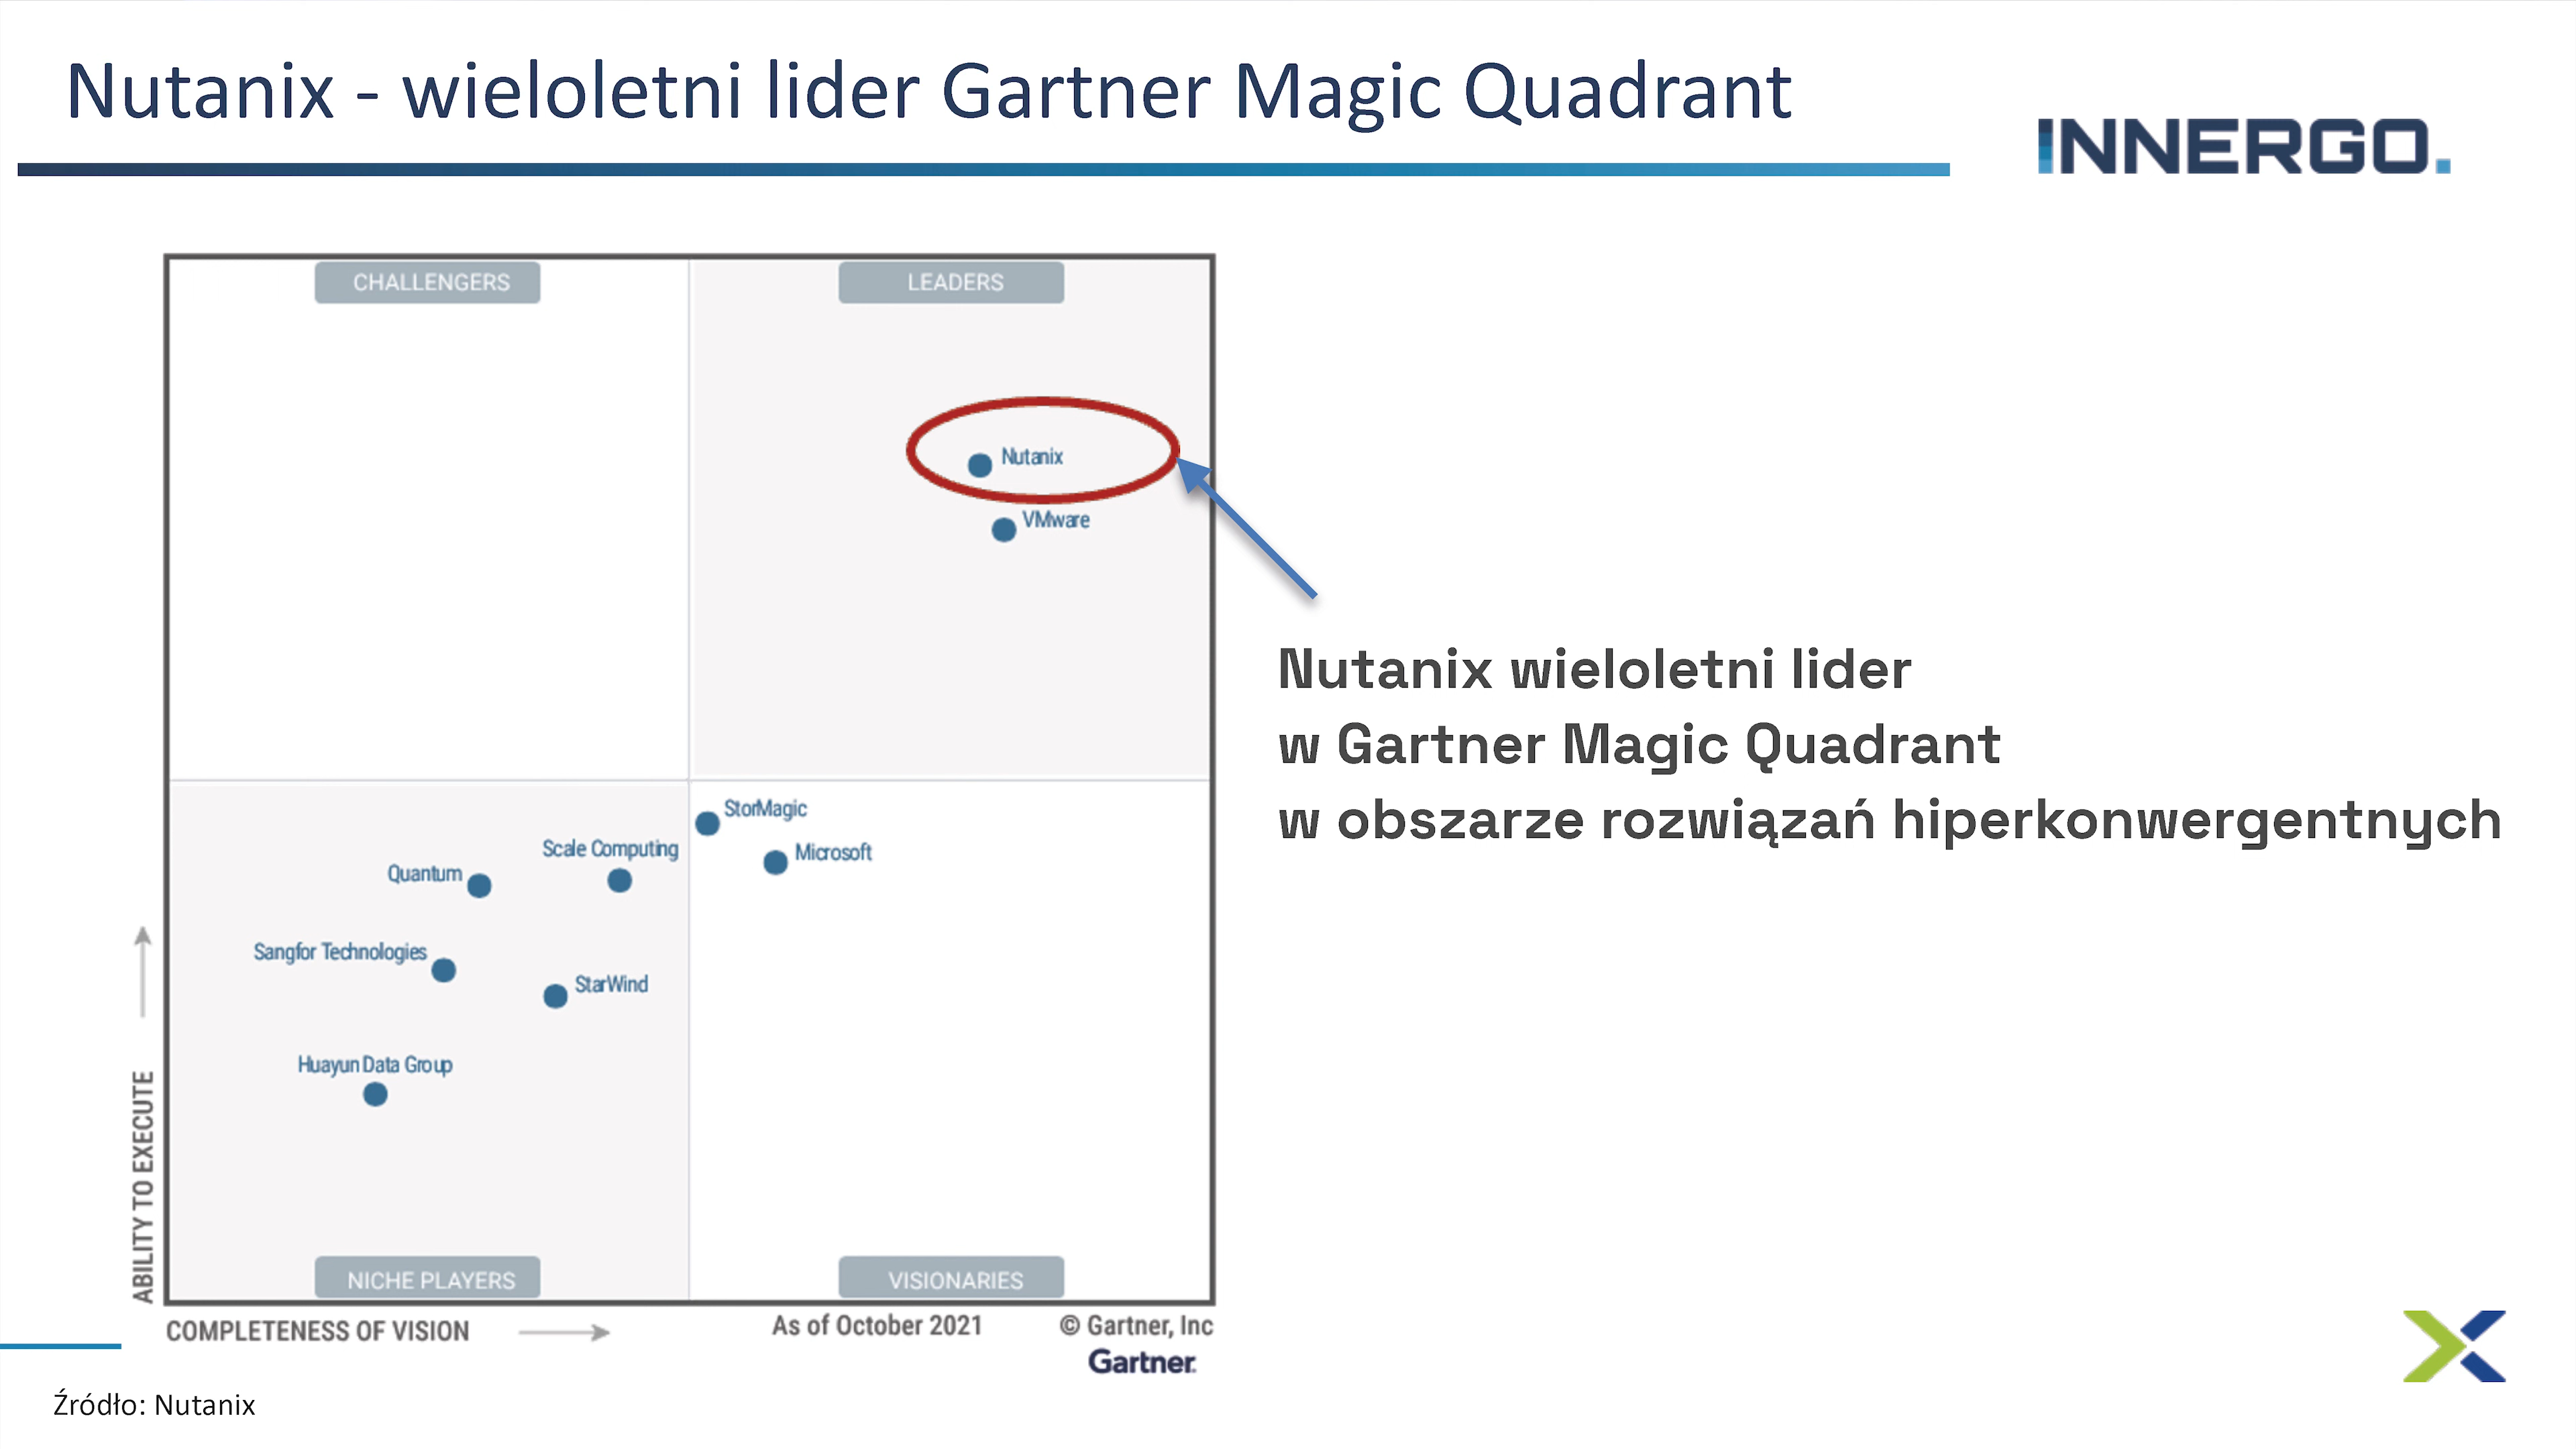 Nutanix - wieloletni lider Gartner Magic Quadrant
INNERGO.
CHALLENGERS
LEADERS
Nutanix
VMware
Nutanix wieloletni lider
w Gartner Magic Quadrant
w obszarze rozwiązań hiperkonwergentnych
StorMagic
Microsoft
Scale Computing
Quantum
Sangfor Technologies
StarWind
Huayun Data Group
ABILITY TO EXECUTE
NICHE PLAYERS
VISIONARIES
COMPLETENESS OF VISION
As of October 2021
© Gartner, Inc
Gartner
Źródło: Nutanix